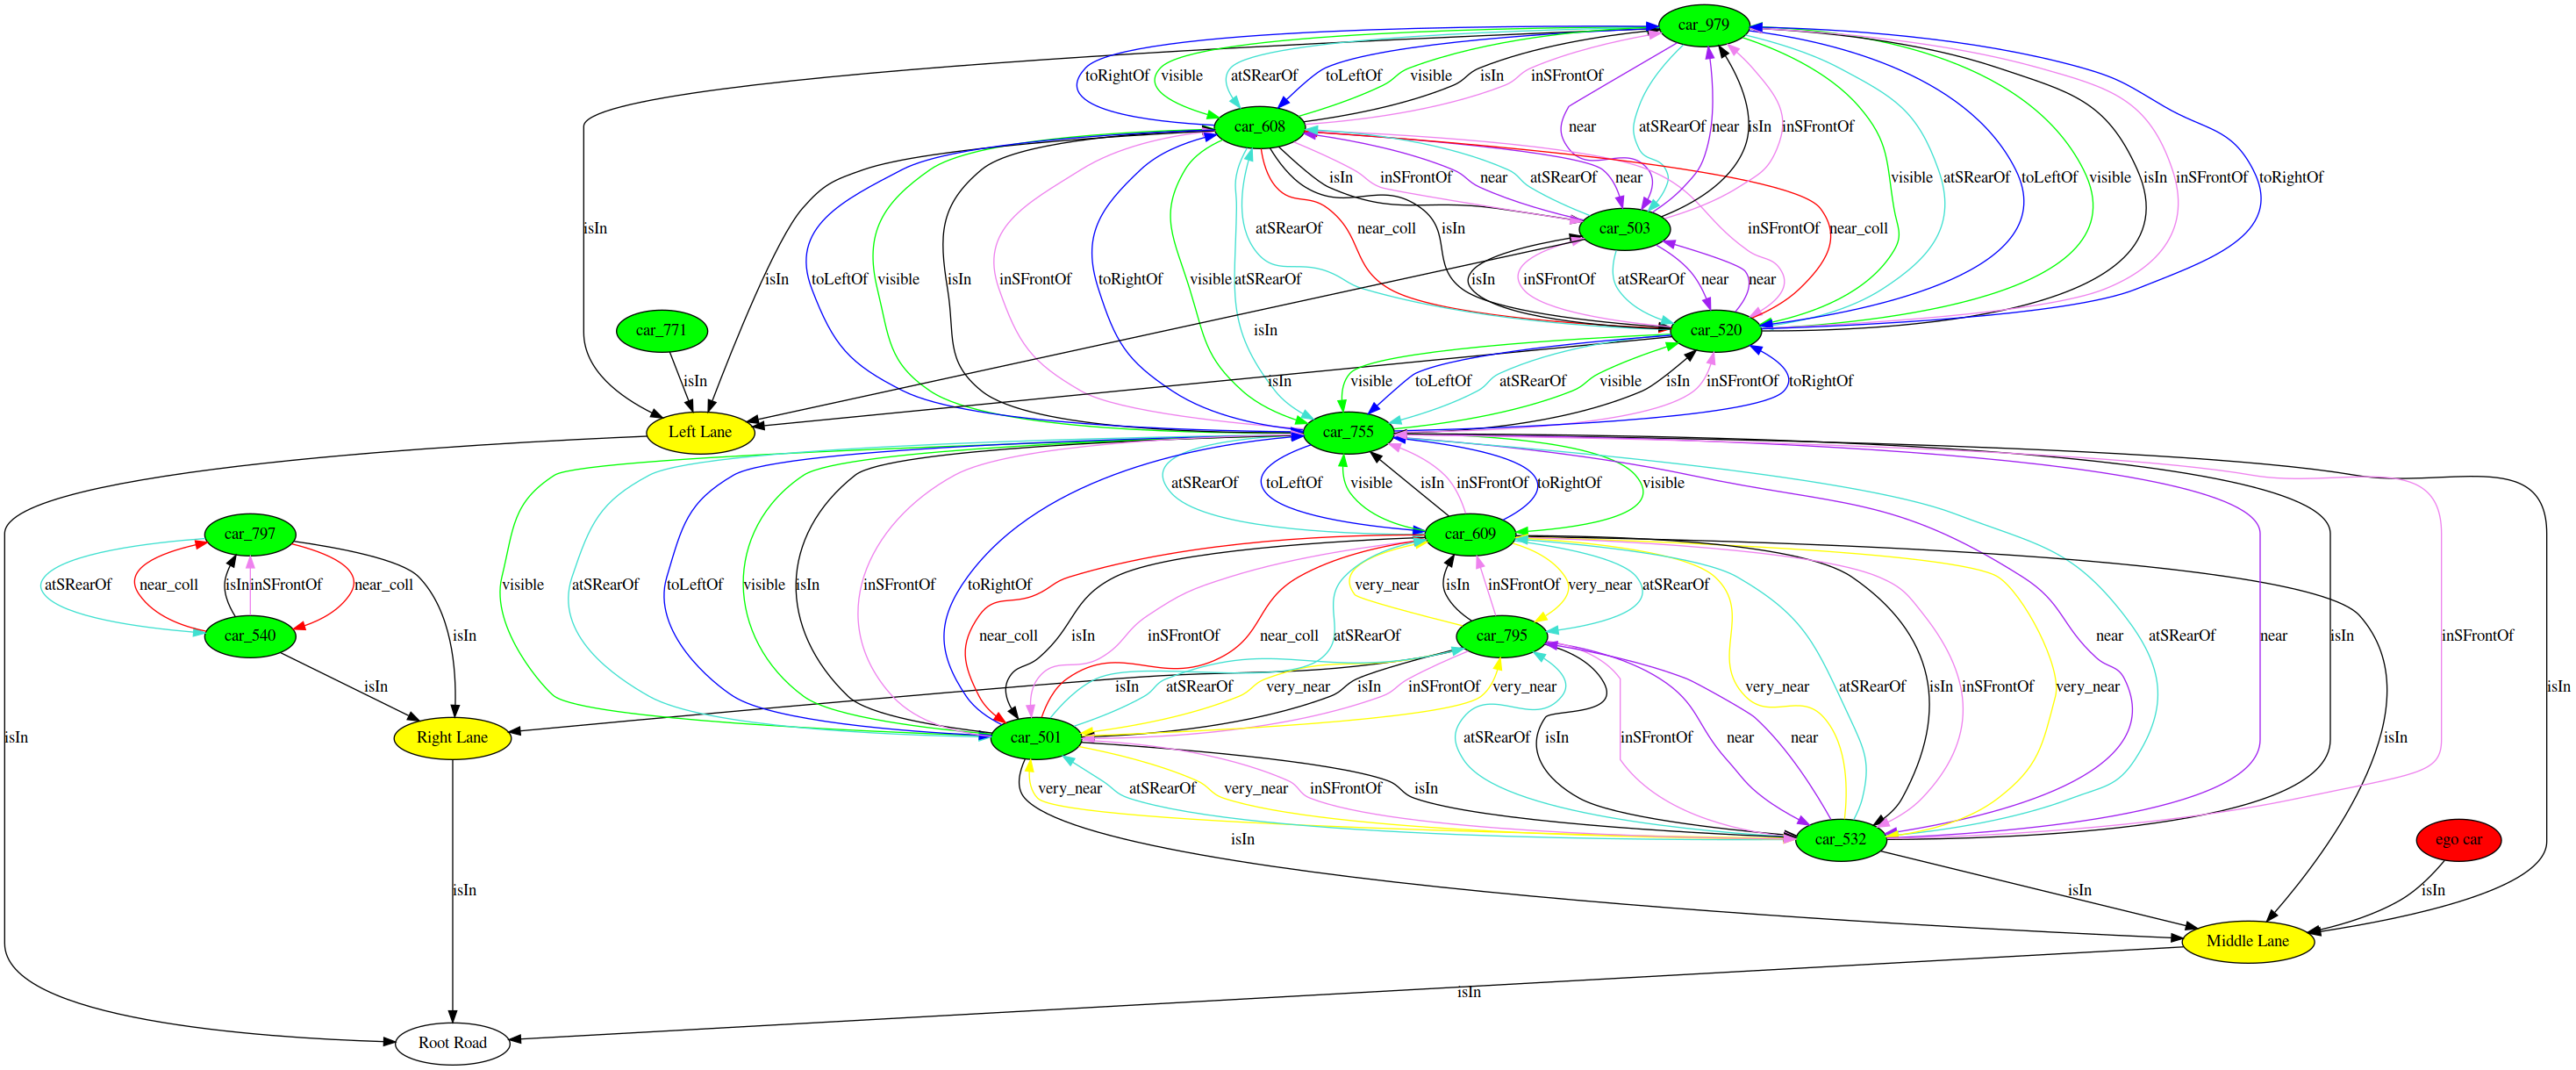 car_979
toRightOf visible atSRearOf toLeftOf visible isIn inSFrontOf
car_608
near atSRearOf near isIn inSFrontOf
isIn inSFrontOf near atSRearOf near visible atSRearOf toLeftOf visible isIn inSFrontOf toRightOf
car_503
isIn atSRearOf near_coll isIn inSFrontOf near_coll
isIn toLeftOf visible isIn inSFrontOf toRightOf visible atSRearOf isIn inSFrontOf atSRearOf near near
car_771 isIn car_520
isIn isIn visible toLeftOf atSRearOf visible isIn inSFrontOf toRightOf
Left Lane car_755
atSRearOf toLeftOf visible isIn inSFrontOf toRightOf visible
car_797 car_609
atSRearOf near_coll isIn inSFrontOf near_coll visible atSRearOf toLeftOf visible isIn inSFrontOf toRightOf very_near isIn inSFrontOf very_near atSRearOf
car_540 isIn near_coll isIn inSFrontOf near_coll atSRearOf car_795 near atSRearOf near isIn inSFrontOf
isIn isIn atSRearOf very_near isIn inSFrontOf very_near very_near atSRearOf isIn inSFrontOf very_near isIn
isIn Right Lane car_501 atSRearOf isIn inSFrontOf near near isIn
very_near atSRearOf very_near inSFrontOf isIn
isIn car_532 ego car
isIn isIn isIn
Middle Lane
isIn
Root Road